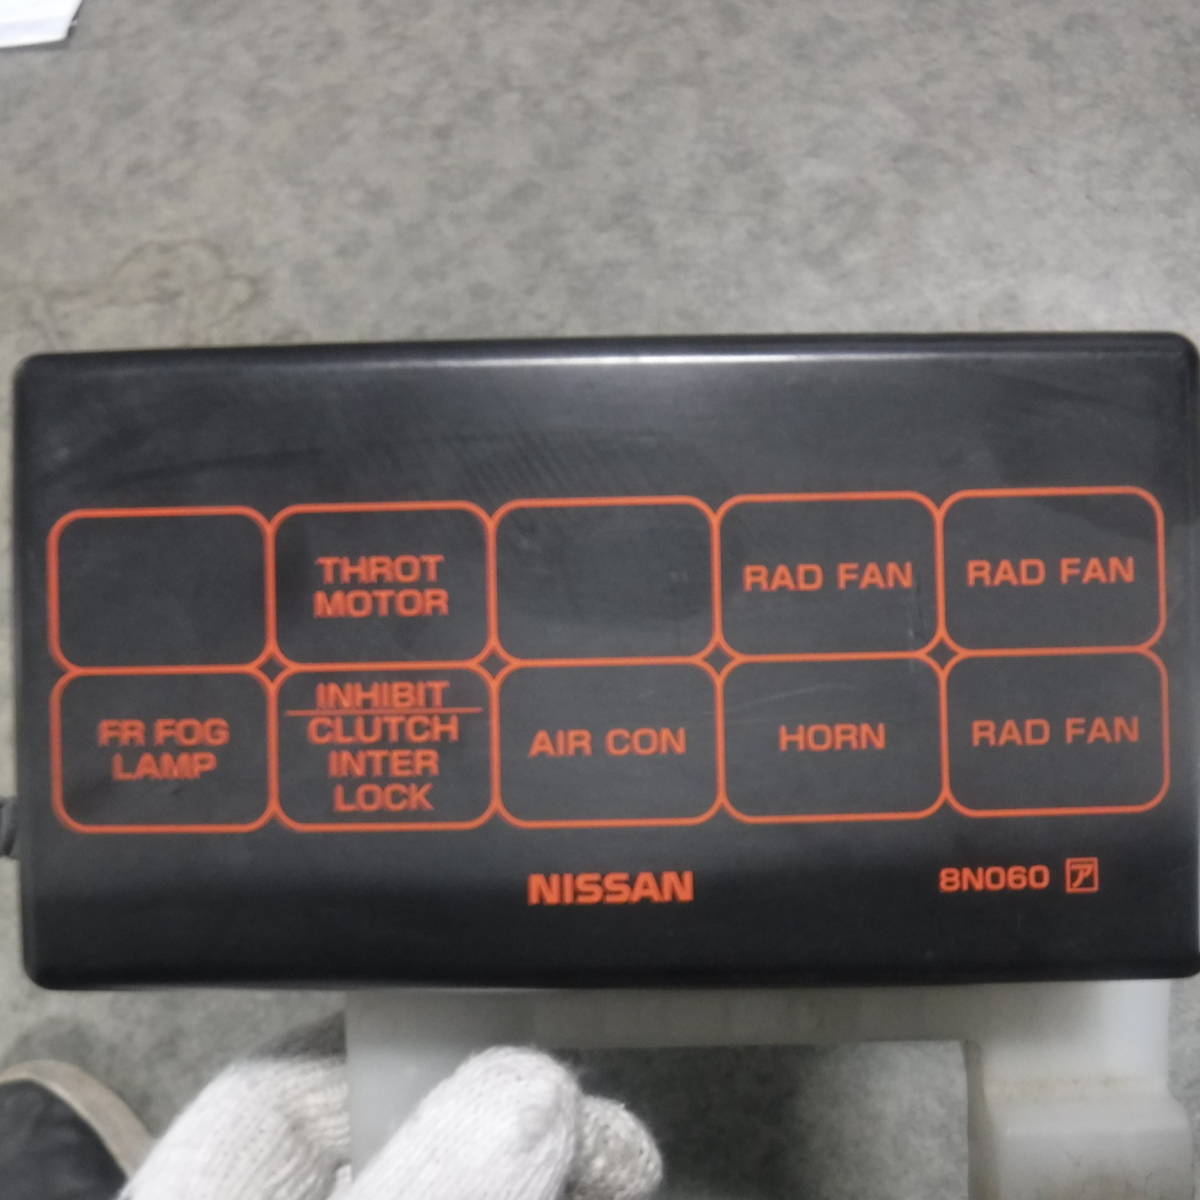 THROT
MOTOR
RAD FAN
RAD FAN
FR FOG
LAMP
INHIBIT
CLUTCH
INTER
LOCK
AIR CON
HORN
RAD FAN
NISSAN
8N060 ア